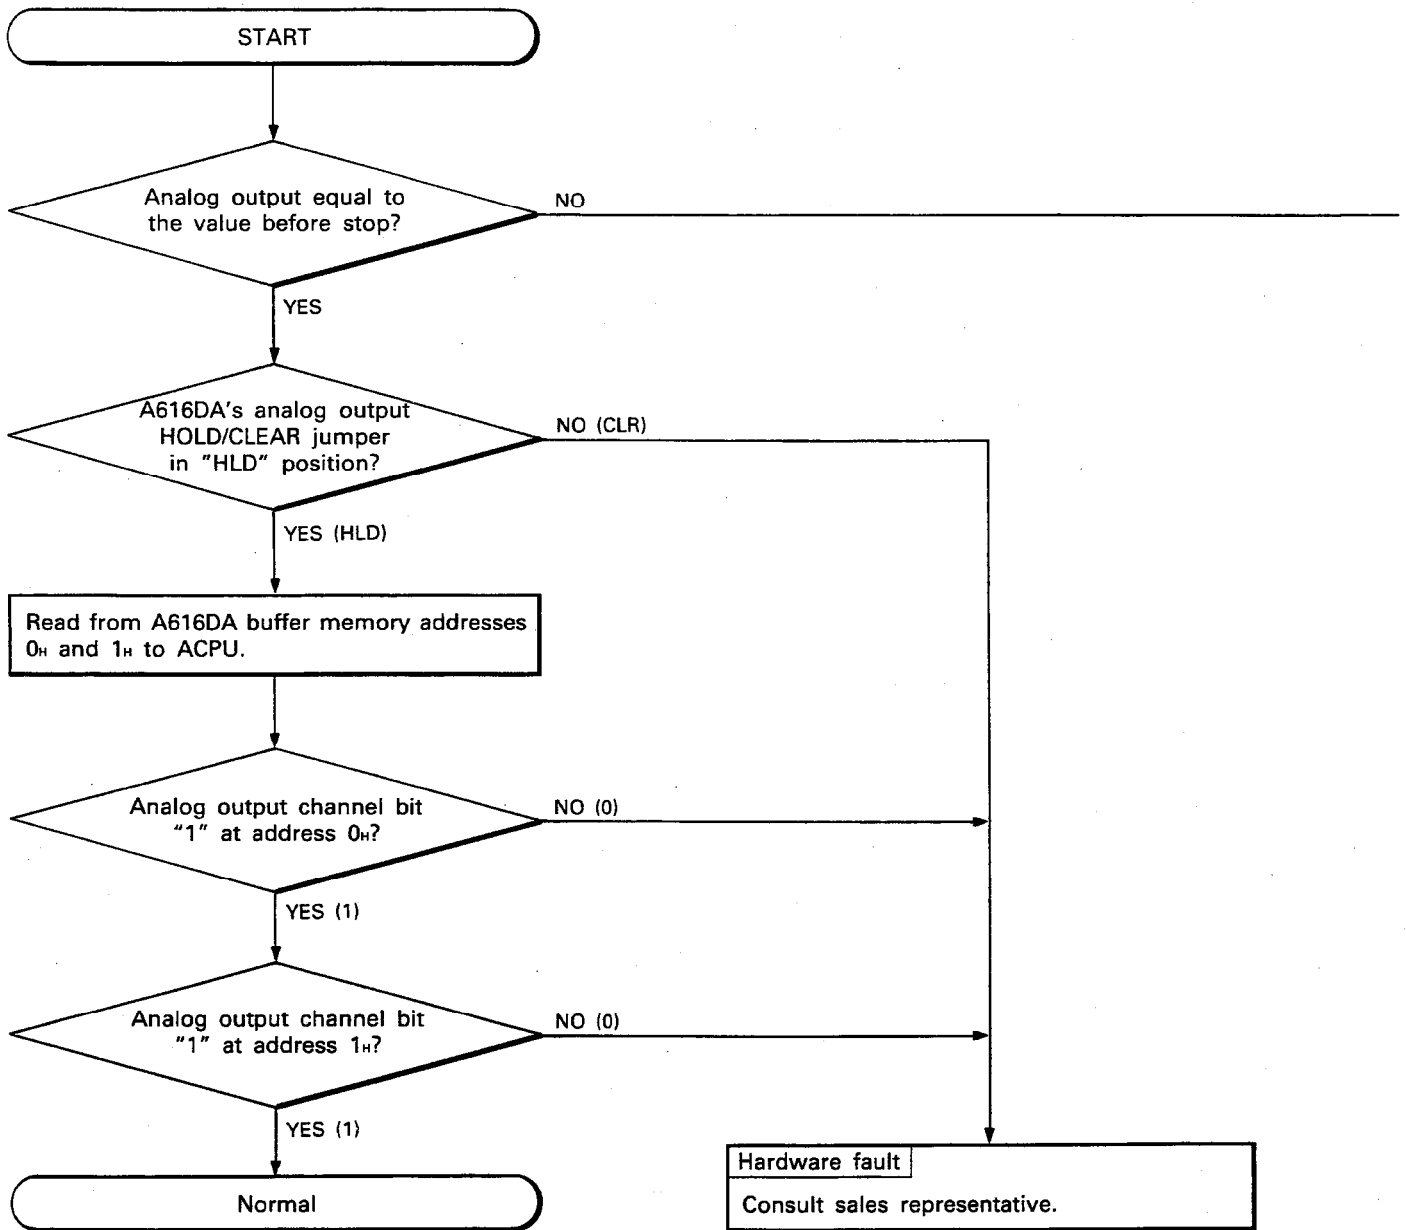 START
Analog output equal to
the value before stop?
NO
YES
A616DA's analog output
HOLD/CLEAR jumper
in "HLD" position?
NO (CLR)
YES (HLD)
Read from A616DA buffer memory addresses
0H and 1H to ACPU.
Analog output channel bit
"1" at address 0H?
NO (0)
YES (1)
Analog output channel bit
"1" at address 1H?
NO (0)
YES (1)
Normal
Hardware fault
Consult sales representative.